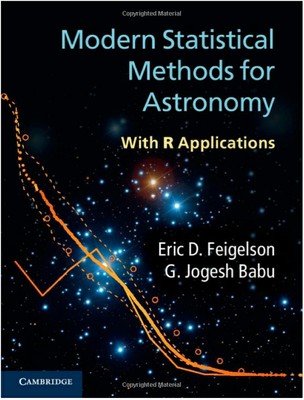 Modern Statistical
Methods for
Astronomy
With R Applications
Eric D. Feigelson
G. Jogesh Babu
CAMBRIDGE